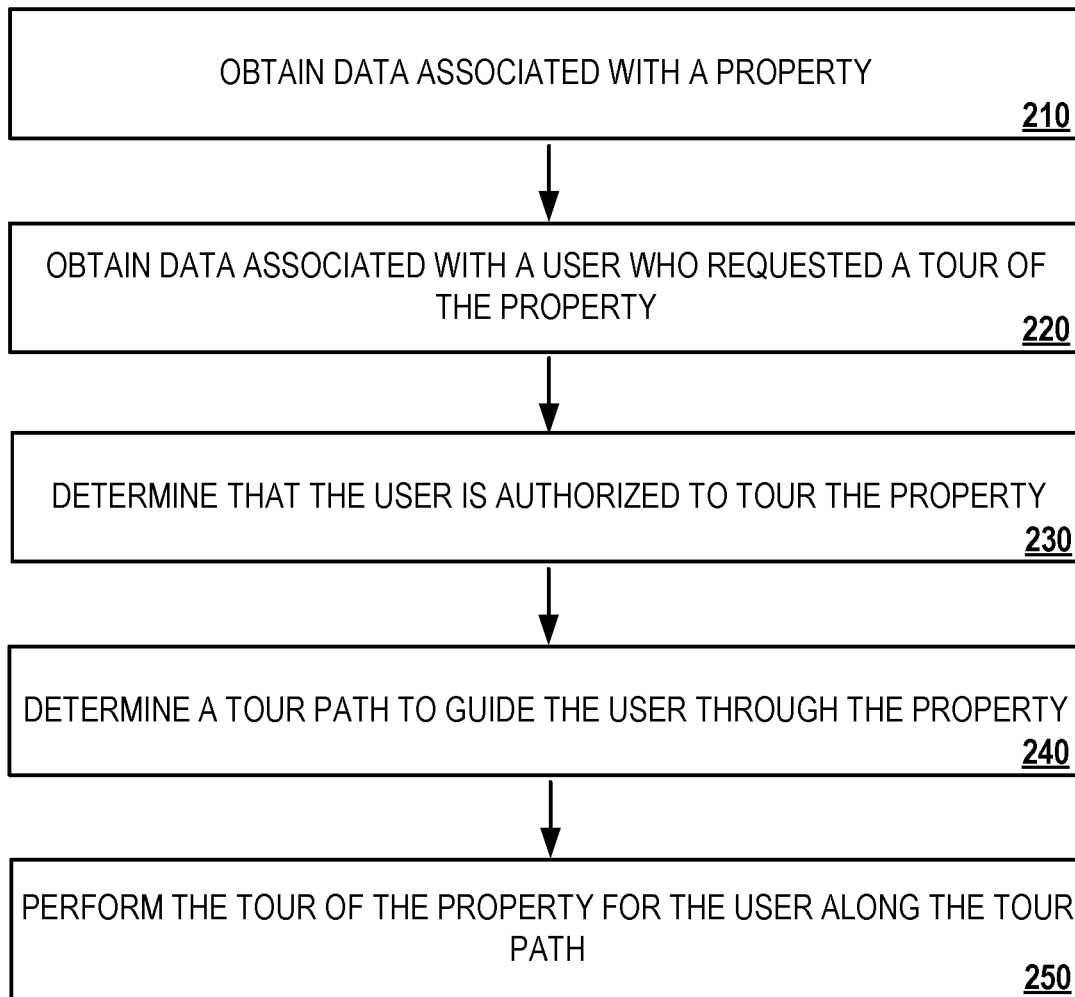 OBTAIN DATA ASSOCIATED WITH A PROPERTY
210
OBTAIN DATA ASSOCIATED WITH A USER WHO REQUESTED A TOUR OF
THE PROPERTY
220
DETERMINE THAT THE USER IS AUTHORIZED TO TOUR THE PROPERTY
230
DETERMINE A TOUR PATH TO GUIDE THE USER THROUGH THE PROPERTY
240
PERFORM THE TOUR OF THE PROPERTY FOR THE USER ALONG THE TOUR
PATH
250